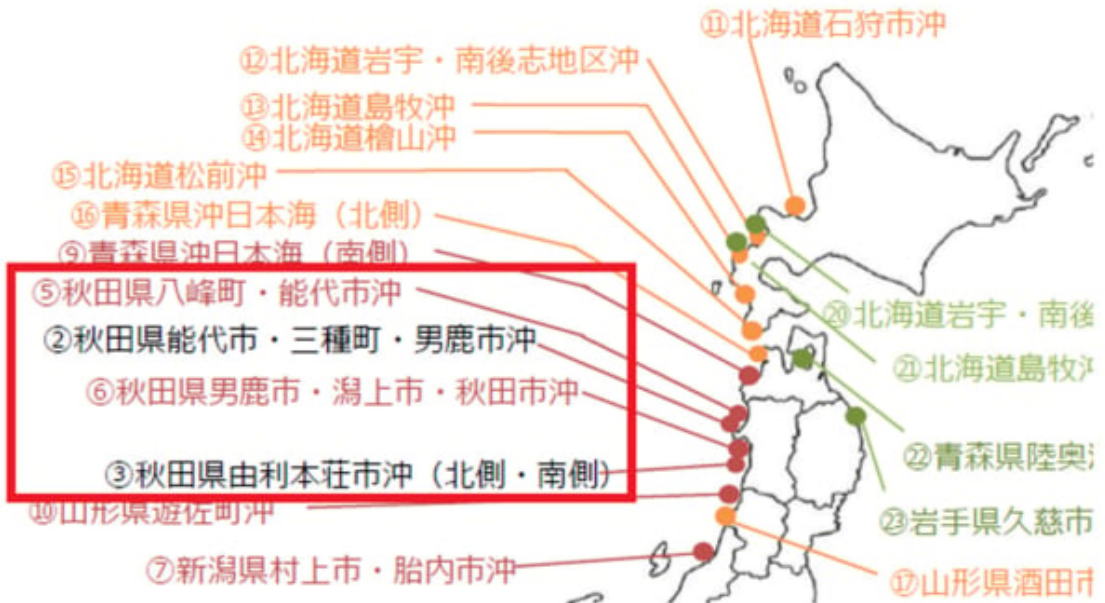 ⑪北海道石狩市沖
⑫北海道岩宇・南後志地区沖
⑬北海道島牧沖
⑭北海道檜山沖
⑮北海道松前沖
⑯青森県沖日本海（北側）
⑨青森県沖日本海（南側）
⑤秋田県八峰町・能代市沖
②秋田県能代市・三種町・男鹿市沖
⑥秋田県男鹿市・潟上市・秋田市沖
③秋田県由利本荘市沖（北側・南側）
⑩山形県遊佐町沖
⑦新潟県村上市・胎内市沖
⑳北海道岩宇・南後
㉑北海道島牧沖
㉒青森県陸奥
㉓岩手県久慈市
⑰山形県酒田市